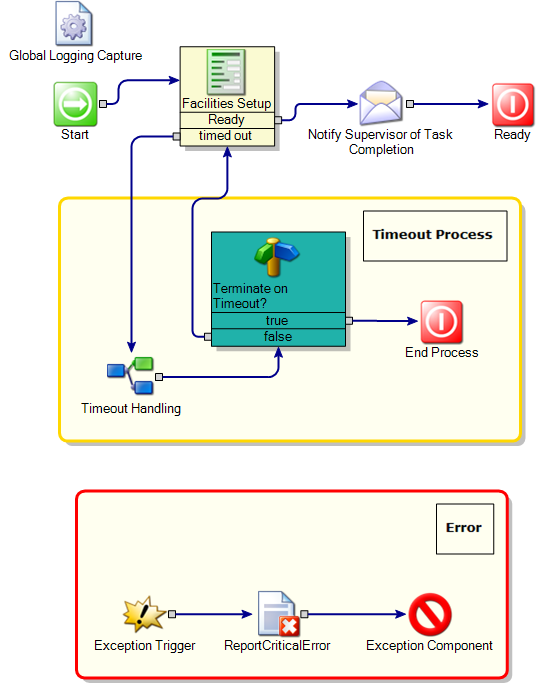 Global Logging Capture
Start
Facilities Setup
Ready
timed out
Notify Supervisor of Task
Completion
Ready
Timeout Process
Terminate on
Timeout?
true
false
End Process
Timeout Handling
Error
Exception Trigger
ReportCriticalError
Exception Component